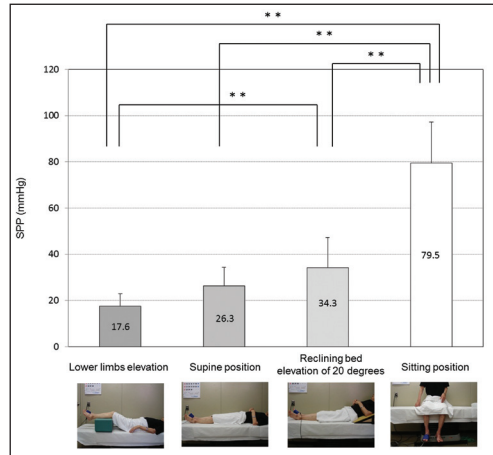 * *
* *
* *
* *
120
100
80
60
40
20
0
SPP (mmHg)
17.6
26.3
34.3
79.5
Lower limbs elevation
Supine position
Reclining bed
elevation of 20 degrees
Sitting position